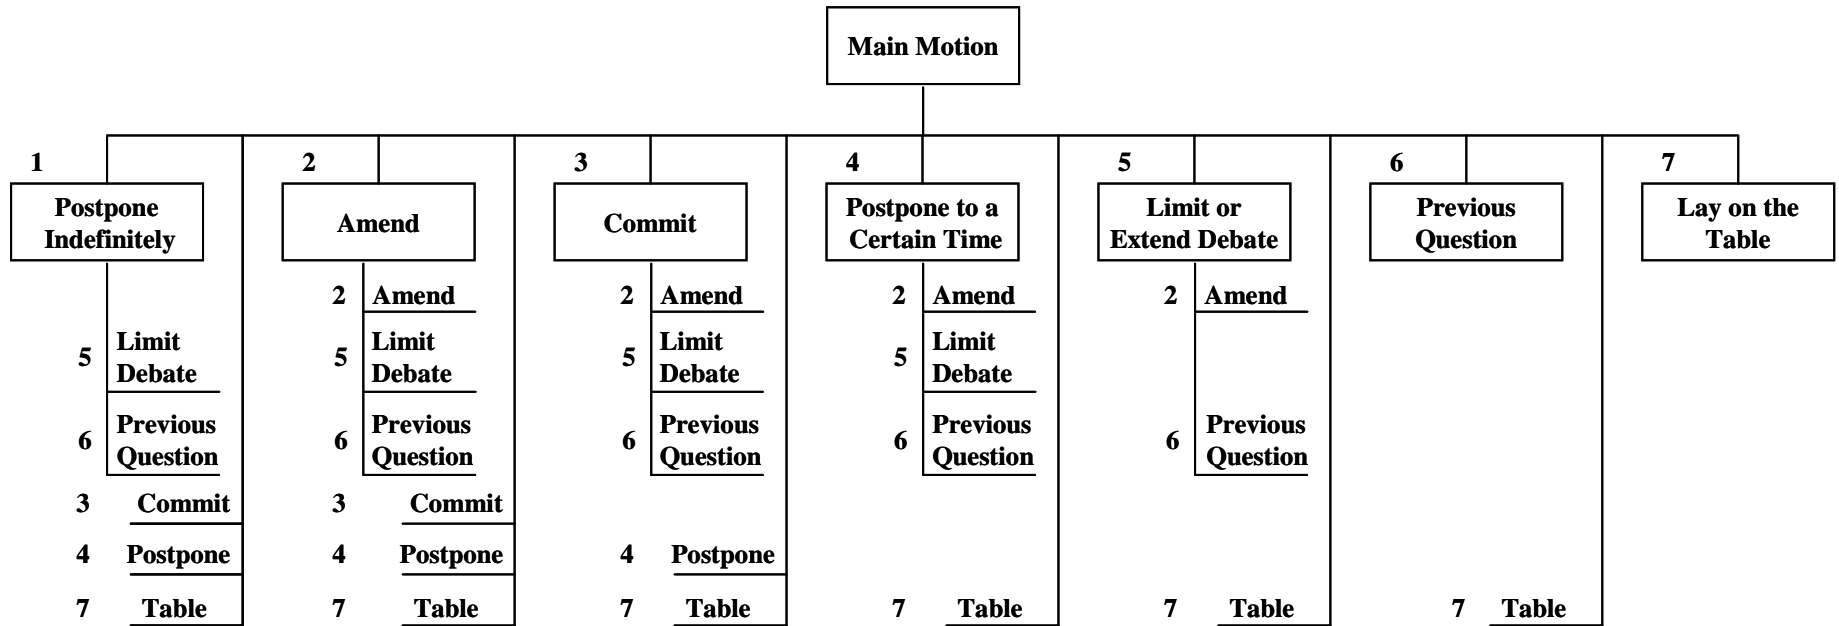 Main Motion
1 2 3 4 5 6 7
Postpone
Indefinitely
Amend
Commit
Postpone to a
Certain Time
Limit or
Extend Debate
Previous
Question
Lay on the
Table
2 Amend
2 Amend
2 Amend
2 Amend
5 Limit
Debate
5 Limit
Debate
5 Limit
Debate
5 Limit
Debate
6 Previous
Question
6 Previous
Question
6 Previous
Question
6 Previous
Question
6 Previous
Question
3 Commit
3 Commit
4 Postpone
4 Postpone
4 Postpone
7 Table
7 Table
7 Table
7 Table
7 Table
7 Table